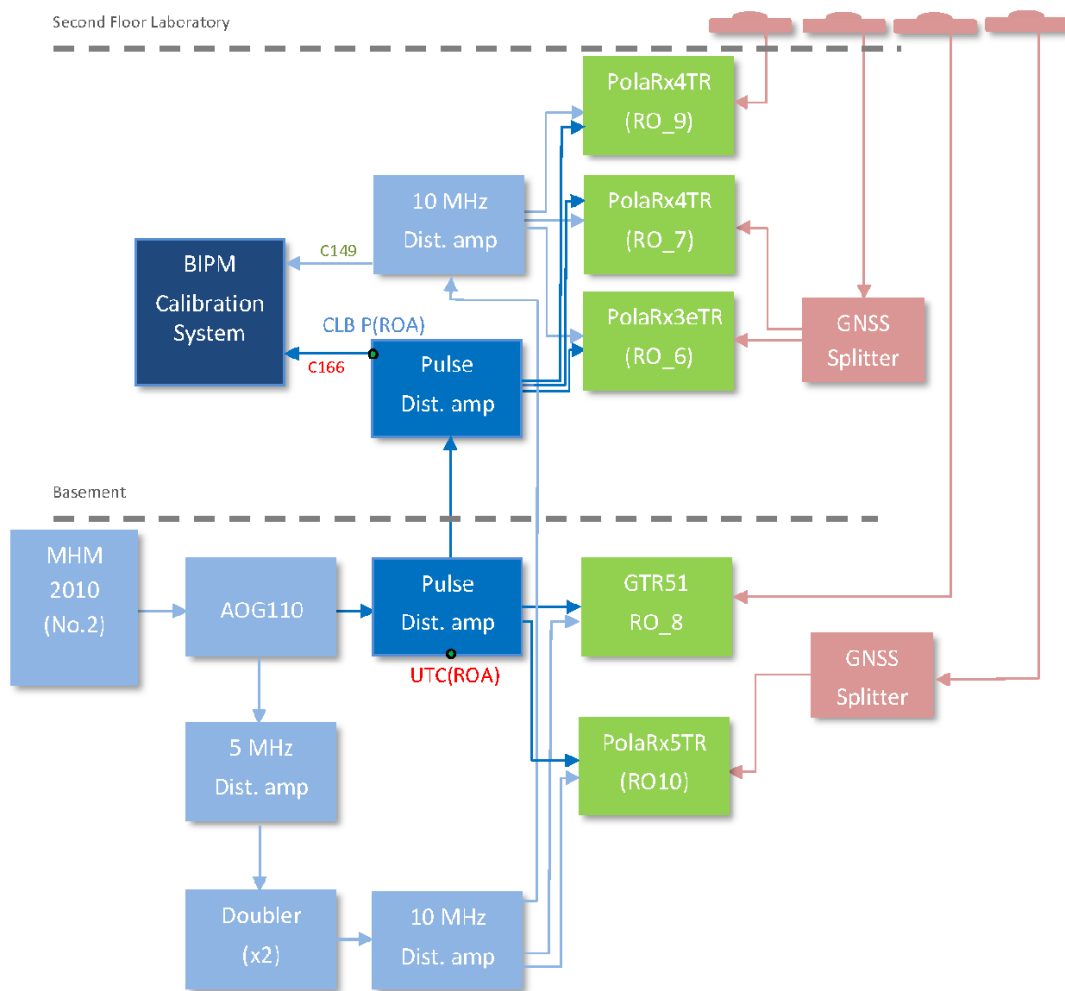 Second Floor Laboratory
PolaRx4TR
(RO_9)
10 MHz
Dist. amp
PolaRx4TR
(RO_7)
BIPM
Calibration
System
C149
CLB P(ROA)
C166
Pulse
Dist. amp
PolaRx3eTR
(RO_6)
GNSS
Splitter
Basement
MHM
2010
(No.2)
AOG110
Pulse
Dist. amp
UTC(ROA)
GTR51
RO_8
GNSS
Splitter
5 MHz
Dist. amp
PolaRx5TR
(RO10)
Doubler
(x2)
10 MHz
Dist. amp